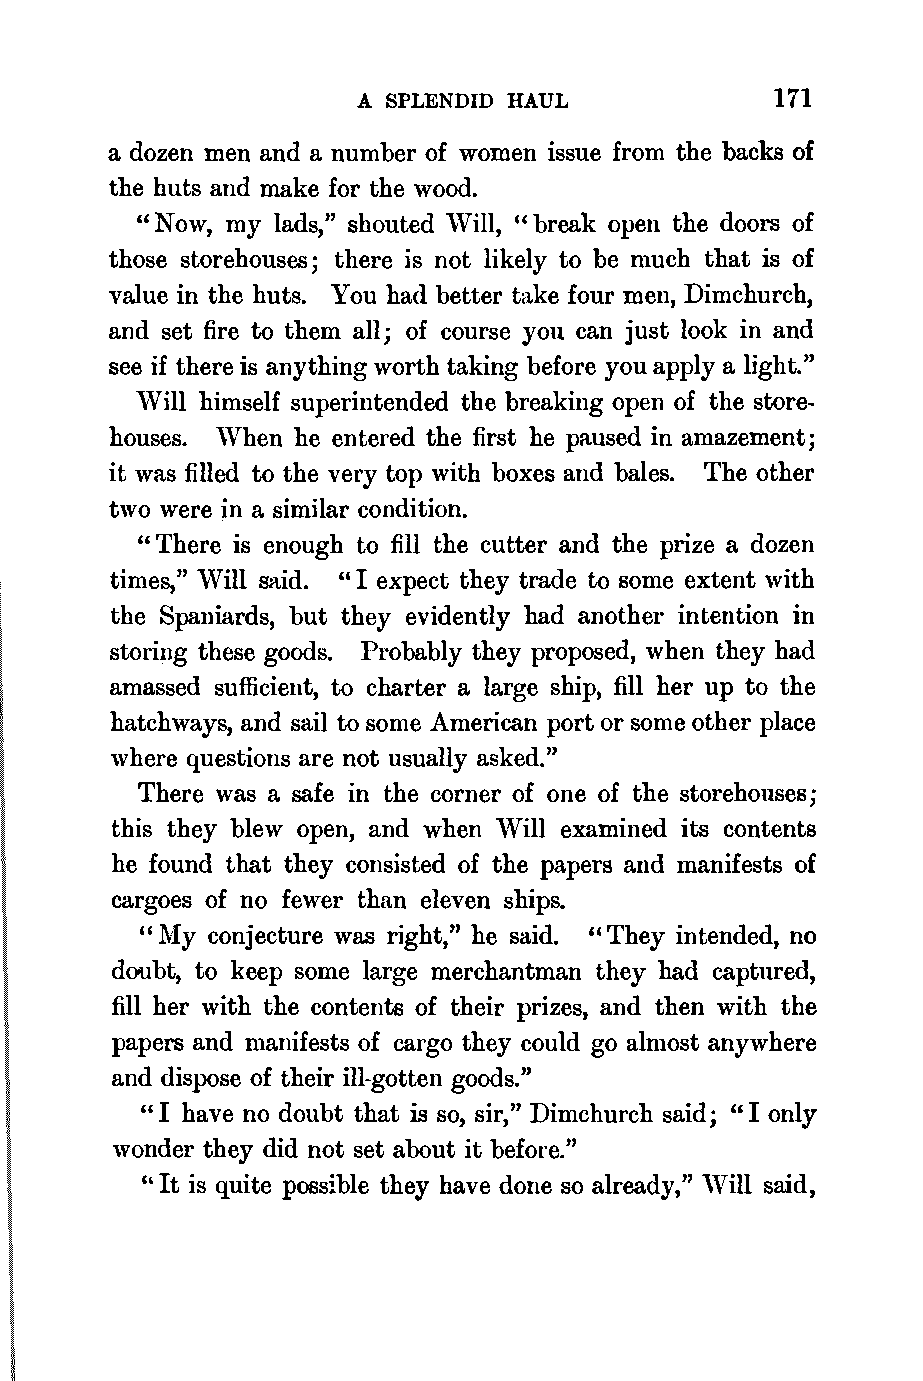 A SPLENDID HAUL 171
a dozen men and a number of women issue from the backs of
the huts and make for the wood.
“Now, my lads,” shouted Will, “break open the doors of
those storehouses; there is not likely to be much that is of
value in the huts. You had better take four men, Dimchurch,
and set fire to them all; of course you can just look in and
see if there is anything worth taking before you apply a light.”
Will himself superintended the breaking open of the store-
houses. When he entered the first he paused in amazement;
it was filled to the very top with boxes and bales. The other
two were in a similar condition.
“There is enough to fill the cutter and the prize a dozen
times,” Will said. “I expect they trade to some extent with
the Spaniards, but they evidently had another intention in
storing these goods. Probably they proposed, when they had
amassed sufficient, to charter a large ship, fill her up to the
hatchways, and sail to some American port or some other place
where questions are not usually asked.”
There was a safe in the corner of one of the storehouses;
this they blew open, and when Will examined its contents
he found that they consisted of the papers and manifests of
cargoes of no fewer than eleven ships.
“My conjecture was right,” he said. “They intended, no
doubt, to keep some large merchantman they had captured,
fill her with the contents of their prizes, and then with the
papers and manifests of cargo they could go almost anywhere
and dispose of their ill-gotten goods.”
“I have no doubt that is so, sir,” Dimchurch said; “I only
wonder they did not set about it before.”
“It is quite possible they have done so already,” Will said,